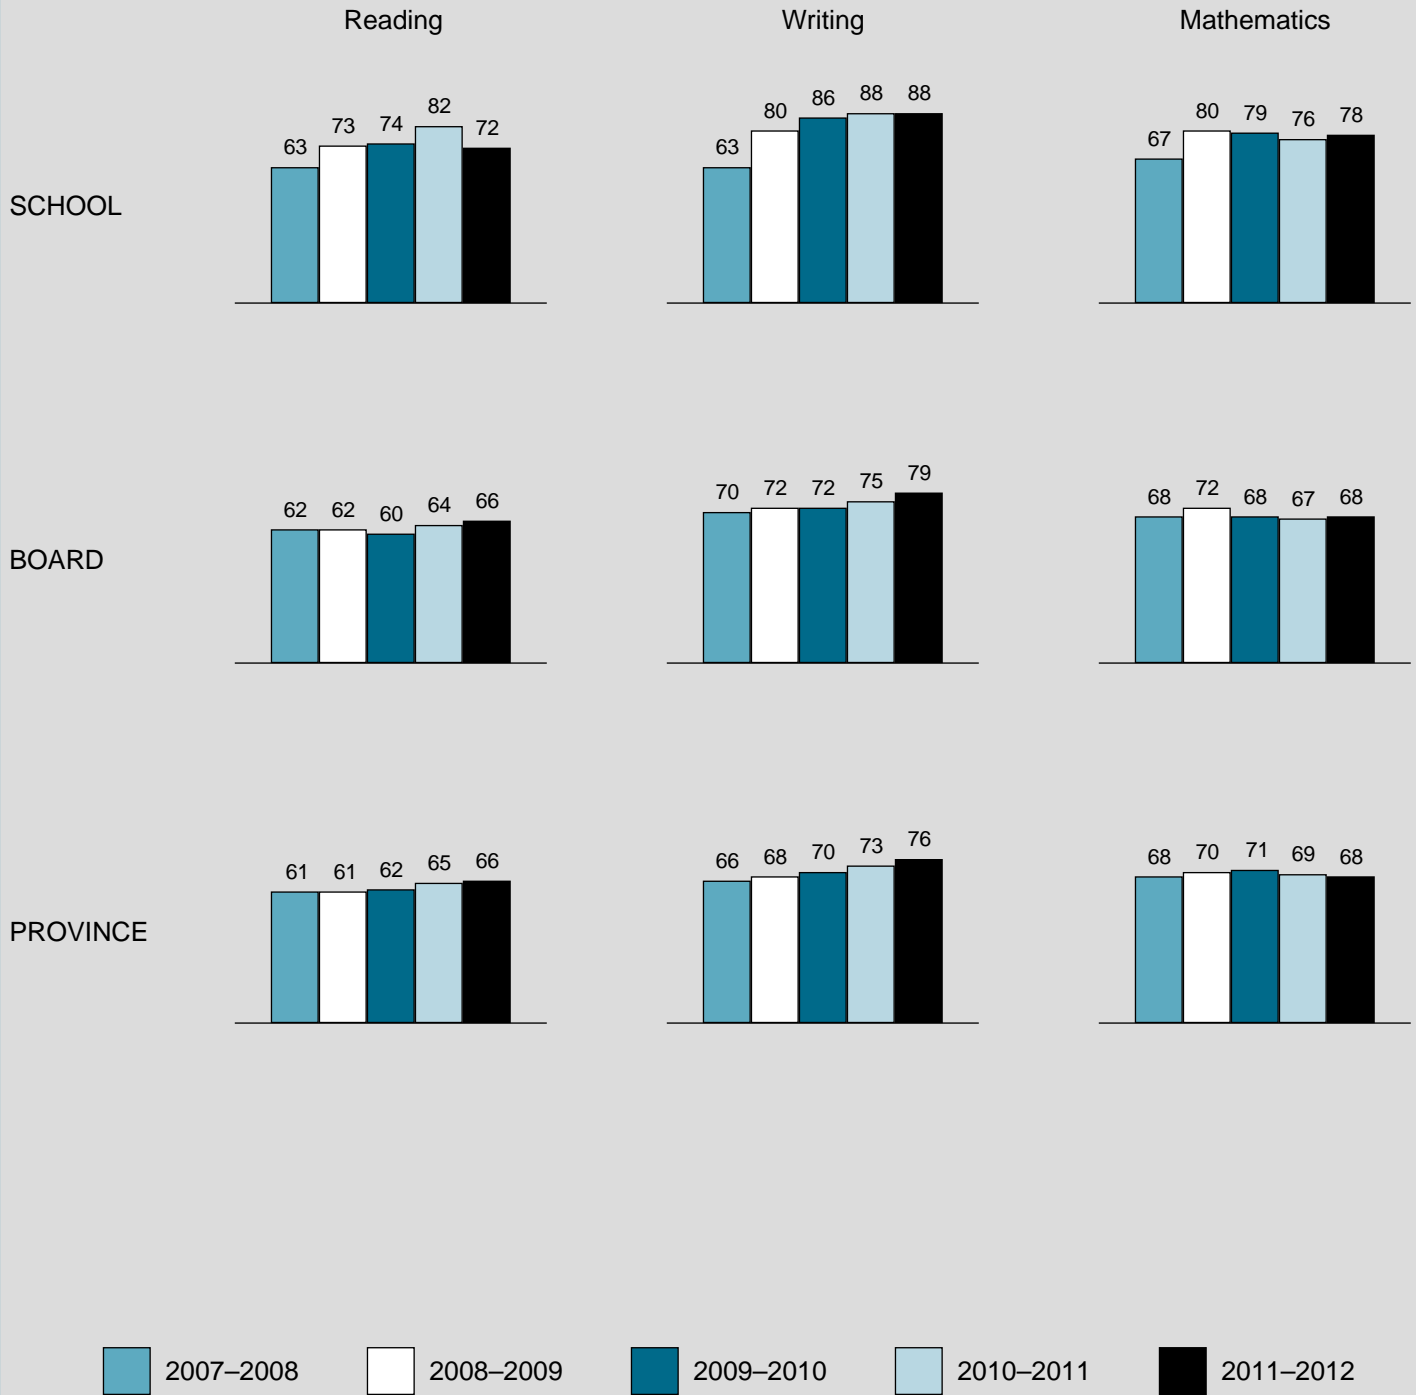 Reading Writing Mathematics
63 73 74 82 72 63 80 86 88 88 67 80 79 76 78
SCHOOL
62 62 60 64 66 70 72 72 75 79 68 72 68 67 68
BOARD
61 61 62 65 66 66 68 70 73 76 68 70 71 69 68
PROVINCE
2007–2008 2008–2009 2009–2010 2010–2011 2011–2012